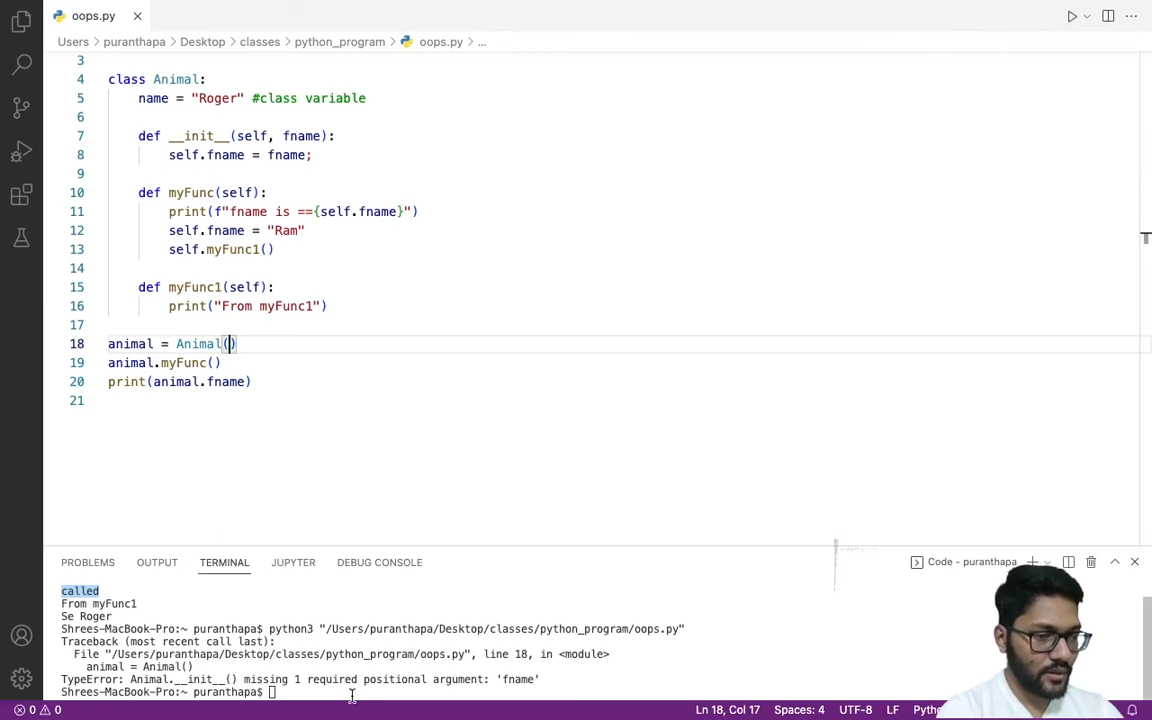 oops.py
Users > puranthapa > Desktop > classes > python_program > oops.py > ...
3
4 class Animal:
5 name = "Roger" #class variable
6
7 def __init__(self, fname):
8 self.fname = fname;
9
10 def myFunc(self):
11 print(f"fname is =={self.fname}")
12 self.fname = "Ram"
13 self.myFunc1()
14
15 def myFunc1(self):
16 print("From myFunc1")
17
18 animal = Animal()
19 animal.myFunc()
20 print(animal.fname)
21
PROBLEMS OUTPUT TERMINAL JUPYTER DEBUG CONSOLE Code - puranthapa
called
From myFunc1
Se Roger
Shrees-MacBook-Pro:~ puranthapa$ python3 "/Users/puranthapa/Desktop/classes/python_program/oops.py"
Traceback (most recent call last):
File "/Users/puranthapa/Desktop/classes/python_program/oops.py", line 18, in <module>
animal = Animal()
TypeError: Animal.__init__() missing 1 required positional argument: 'fname'
Shrees-MacBook-Pro:~ puranthapa$
0 0 Ln 18, Col 17 Spaces: 4 UTF-8 LF